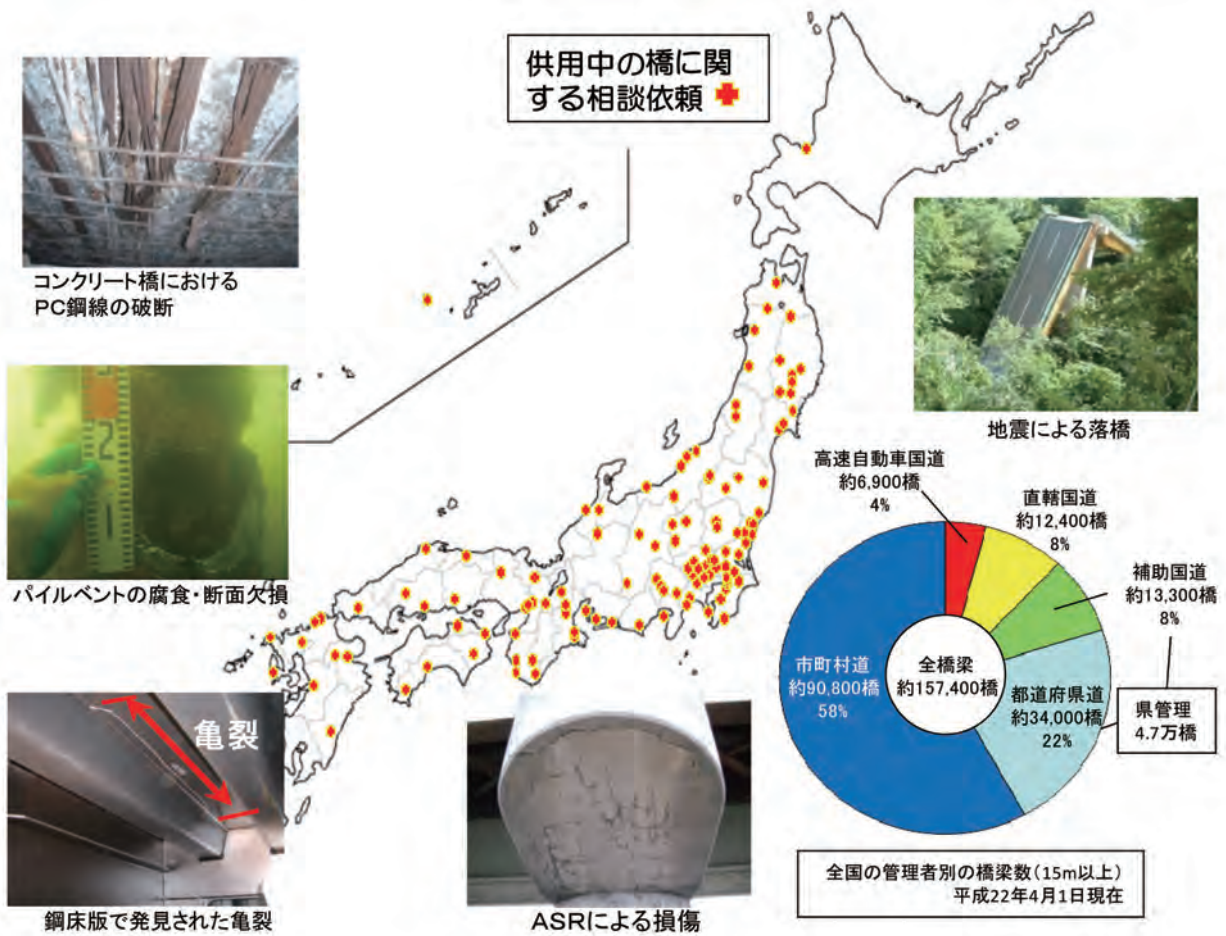 供用中の橋に関
する相談依頼
コンクリート橋における
PC鋼線の破断
パイルベントの腐食・断面欠損
2
1
亀裂
鋼床版で発見された亀裂
ASRによる損傷
地震による落橋
高速自動車国道
約6,900橋
4%
直轄国道
約12,400橋
8%
補助国道
約13,300橋
8%
都道府県道
約34,000橋
22%
県管理
4.7万橋
市町村道
約90,800橋
58%
全橋梁
約157,400橋
全国の管理者別の橋梁数(15m以上)
平成22年4月1日現在